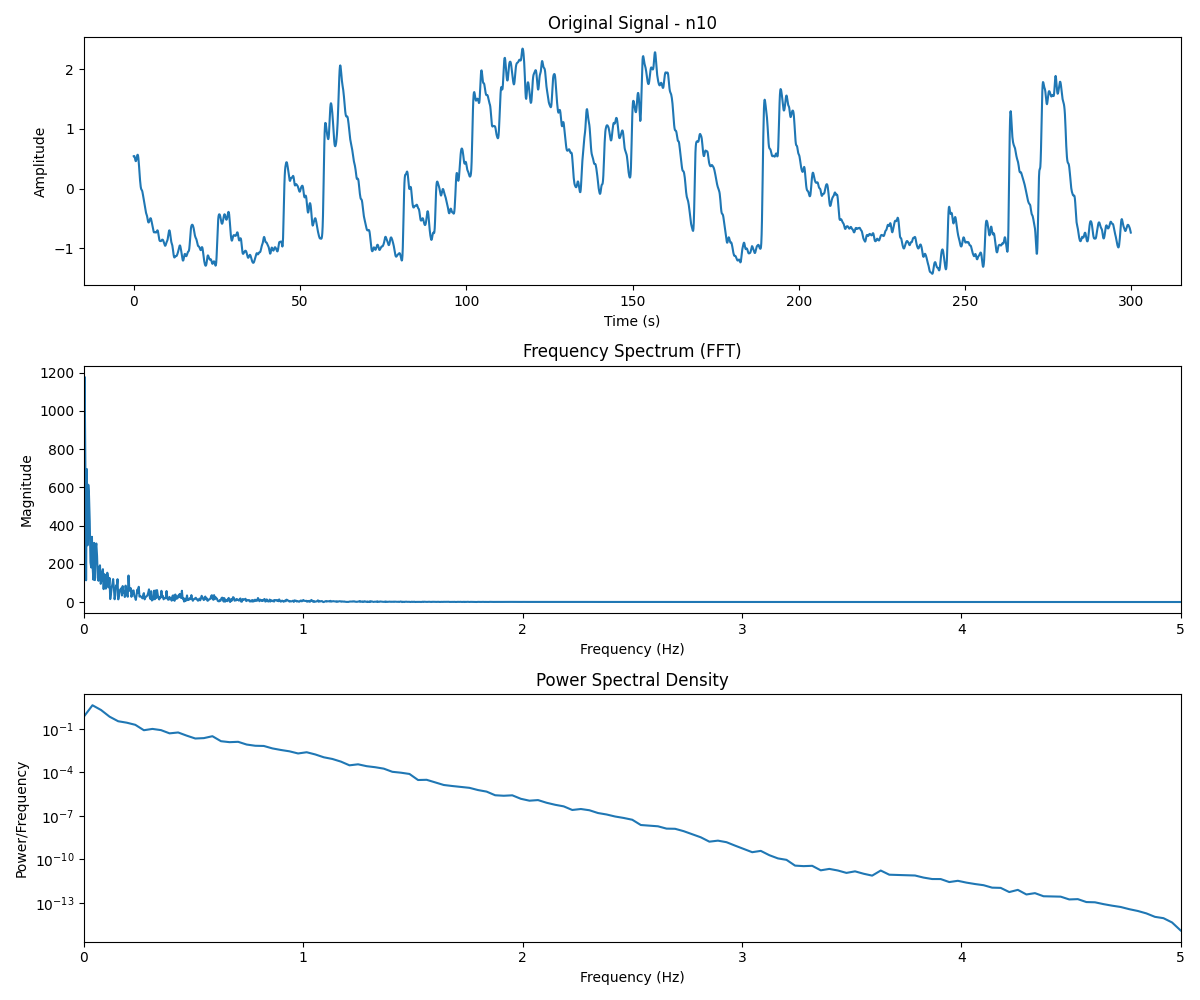 Original Signal - n10
2
1
0
−1
Amplitude
0 50 100 150 200 250 300
Time (s)
Frequency Spectrum (FFT)
1200
1000
800
600
400
200
0
Magnitude
0 1 2 3 4 5
Frequency (Hz)
Power Spectral Density
10⁻¹
10⁻⁴
10⁻⁷
10⁻¹⁰
10⁻¹³
Power/Frequency
0 1 2 3 4 5
Frequency (Hz)